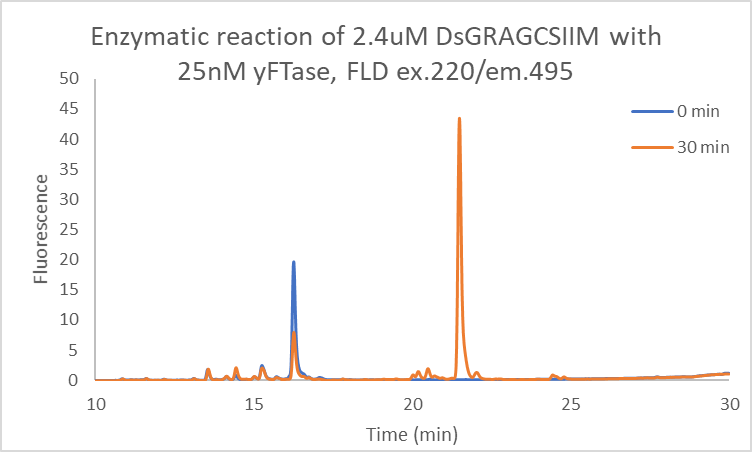 Enzymatic reaction of 2.4uM DsGRAGCSIIM with
25nM yFTase, FLD ex.220/em.495
50
45
40
35
30
25
20
15
10
5
0
Fluorescence
0 min
30 min
10 15 20 25 30
Time (min)